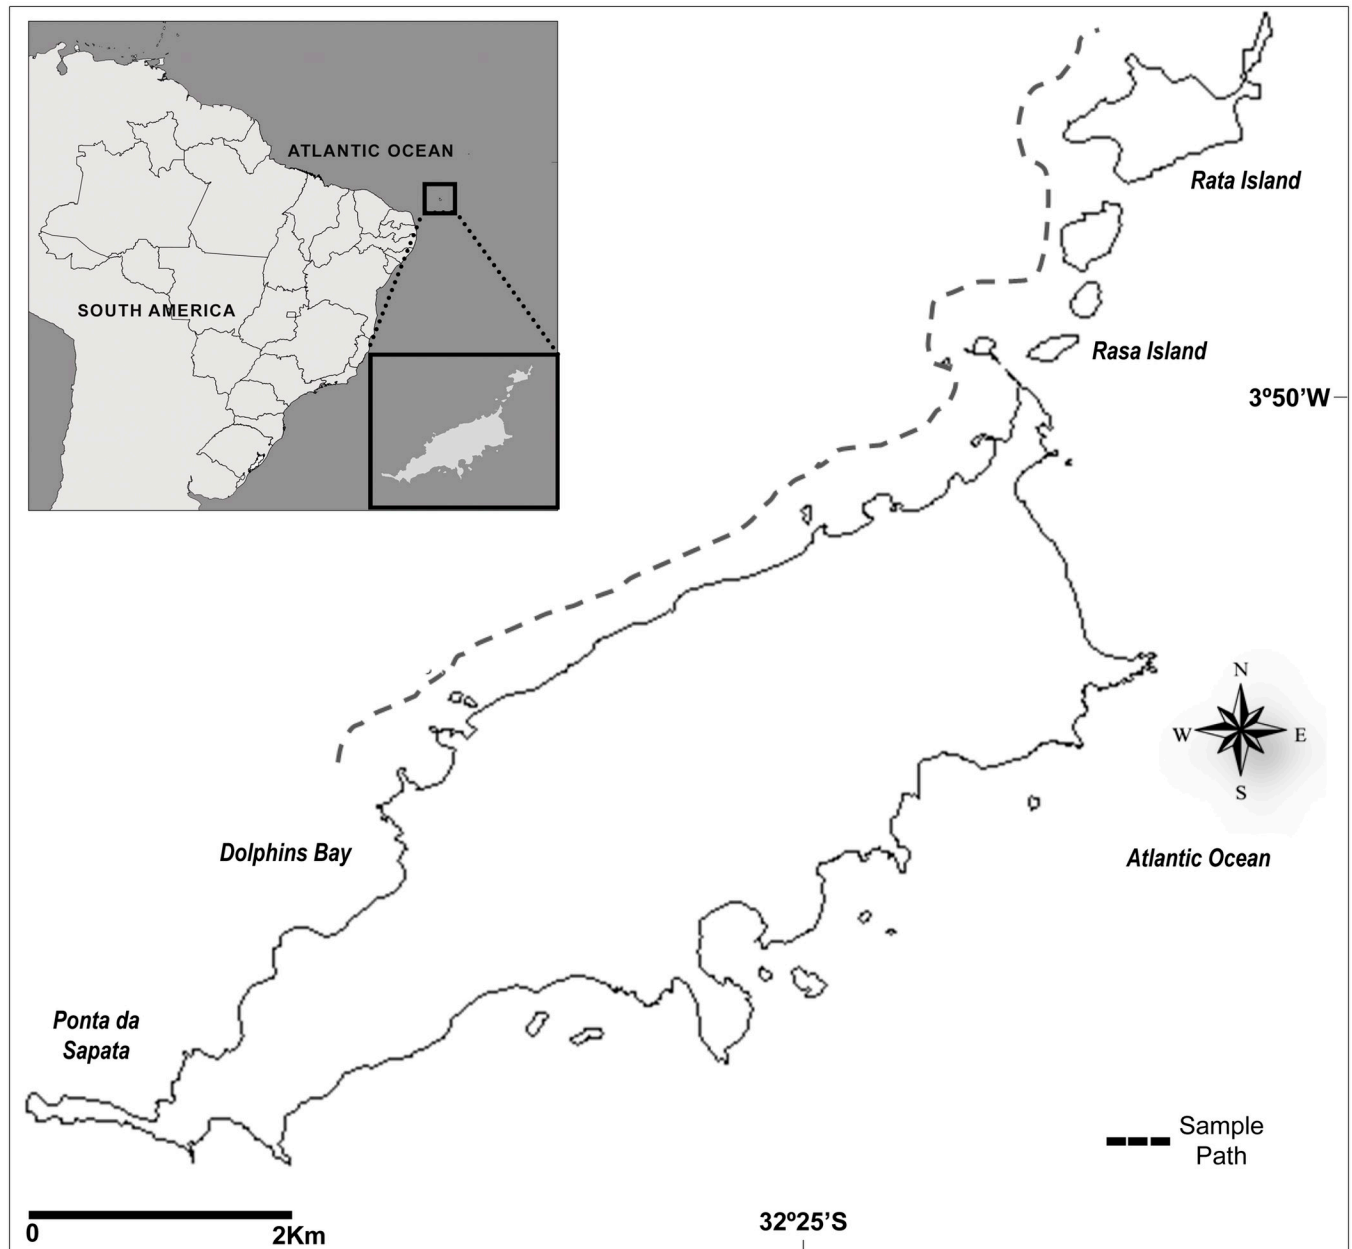 ATLANTIC OCEAN
SOUTH AMERICA
Rata Island
Rasa Island
3º50'W
N
W
E
S
Dolphins Bay
Atlantic Ocean
Ponta da
Sapata
Sample
Path
0
2Km
32º25'S